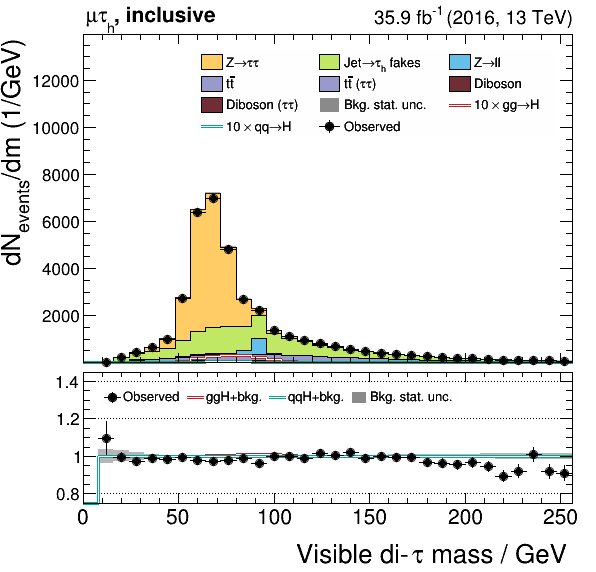 μτh, inclusive 35.9 fb⁻¹ (2016, 13 TeV)
dNevents/dm (1/GeV)
12000
10000
8000
6000
4000
2000
Z→ττ Jet→τh fakes Z→ll
tt̄ tt̄ (ττ) Diboson
Diboson (ττ) Bkg. stat. unc. 10 × gg→H
10 × qq→H Observed
1.4
1.2
1
0.8
Observed ggH+bkg. qqH+bkg. Bkg. stat. unc.
0 50 100 150 200 250
Visible di-τ mass / GeV